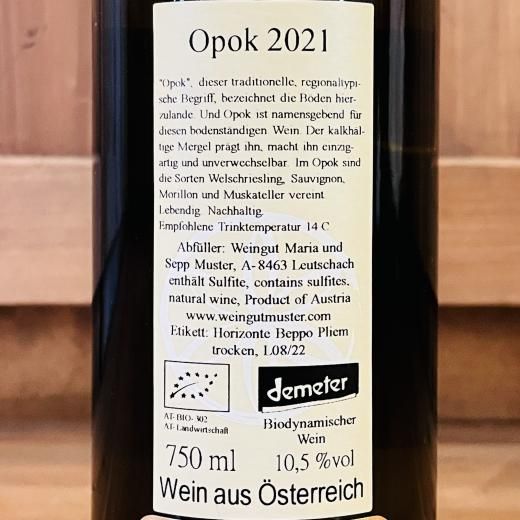 Opok 2021
"Opok", dieser traditionelle, regionaltypi-
sche Begriff, bezeichnet die Böden hier-
zulande. Und Opok ist namensgebend für
diesen bodenständigen Wein. Der kalkhäl-
tige Mergel prägt ihn, macht ihn einzig-
artig und unverwechselbar. Im Opok sind
die Sorten Welschriesling, Sauvignon,
Morillon und Muskateller vereint
Lebendig. Nachhaltig.
Empfohlene Trinktemperatur 14 C
Abfüller: Weingut Maria und
Sepp Muster, A-8463 Leutschach
enthält Sulfite, contains sulfites.
natural wine, Product of Austria
www.weingutmuster.com
Etikett: Horizonte Beppo Pliem
trocken, L08/22
demeter
AT-BIO-302
AT-Landwirtschaft
Biodynamischer
Wein
750 ml
10,5 %vol
Wein aus Österreich